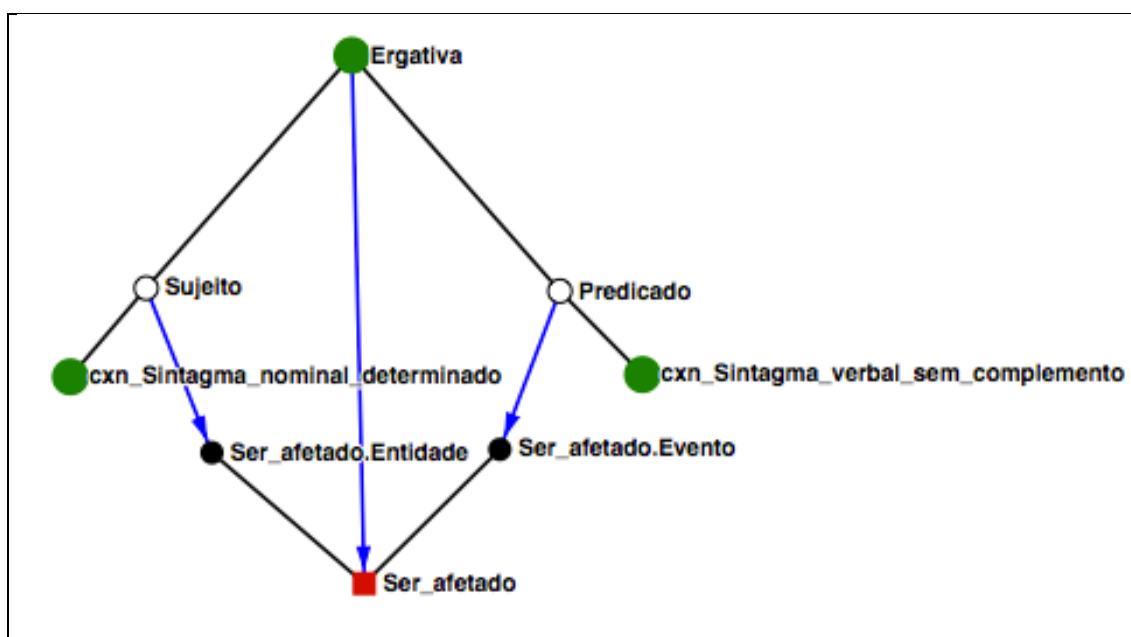 Ergativa
Sujeito
Predicado
cxn_Sintagma_nominal_determinado
cxn_Sintagma_verbal_sem_complemento
Ser_afetado.Entidade
Ser_afetado.Evento
Ser_afetado